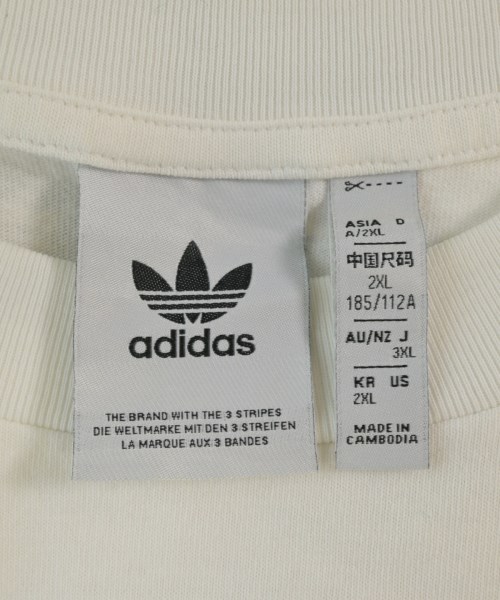 adidas
THE BRAND WITH THE 3 STRIPES
DIE WELTMARKE MIT DEN 3 STREIFEN
LA MARQUE AUX 3 BANDES
ASIA D
A/2XL
中国尺码
2XL
185/112A
AU/NZ J
3XL
KR US
2XL
MADE IN
CAMBODIA